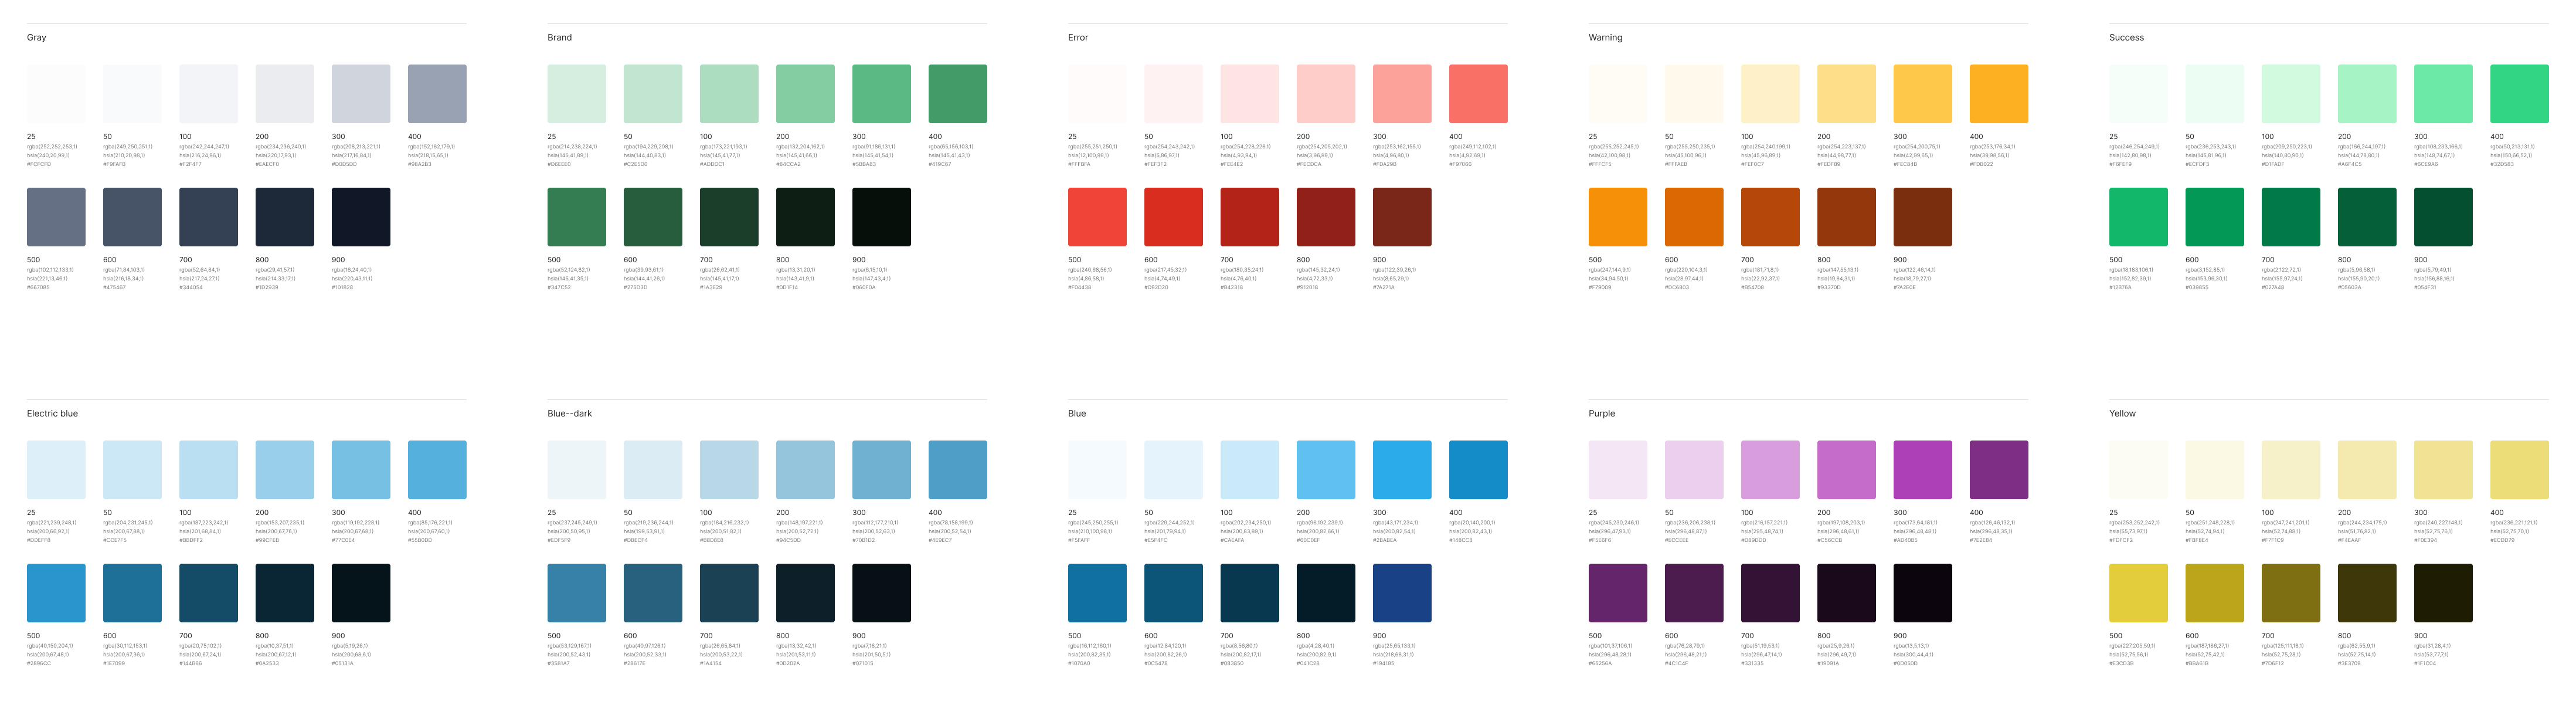 Gray
25
rgba(252,252,253,1)
hsla(240,20,99,1)
#FCFCFD
50
rgba(249,250,251,1)
hsla(210,20,98,1)
#F9FAFB
100
rgba(242,244,247,1)
hsla(216,24,96,1)
#F2F4F7
200
rgba(234,236,240,1)
hsla(220,17,93,1)
#EAECF0
300
rgba(208,213,221,1)
hsla(217,16,84,1)
#D0D5DD
400
rgba(152,162,179,1)
hsla(218,15,65,1)
#98A2B3
500
rgba(102,112,133,1)
hsla(221,13,46,1)
#667085
600
rgba(71,84,103,1)
hsla(216,18,34,1)
#475467
700
rgba(52,64,84,1)
hsla(217,24,27,1)
#344054
800
rgba(29,41,57,1)
hsla(214,33,17,1)
#1D2939
900
rgba(16,24,40,1)
hsla(220,43,11,1)
#101828
Brand
25
rgba(214,238,224,1)
hsla(145,41,89,1)
#D6EEE0
50
rgba(194,229,208,1)
hsla(144,40,83,1)
#C2E5D0
100
rgba(173,221,193,1)
hsla(145,41,77,1)
#ADDDC1
200
rgba(132,204,162,1)
hsla(145,41,66,1)
#84CCA2
300
rgba(91,186,131,1)
hsla(145,41,54,1)
#5BBA83
400
rgba(65,156,103,1)
hsla(145,41,43,1)
#419C67
500
rgba(52,124,82,1)
hsla(145,41,35,1)
#347C52
600
rgba(39,93,61,1)
hsla(144,41,26,1)
#275D3D
700
rgba(26,62,41,1)
hsla(145,41,17,1)
#1A3E29
800
rgba(13,31,20,1)
hsla(143,41,9,1)
#0D1F14
900
rgba(6,15,10,1)
hsla(147,43,4,1)
#060F0A
Error
25
rgba(255,251,250,1)
hsla(12,100,99,1)
#FFFBFA
50
rgba(254,243,242,1)
hsla(5,86,97,1)
#FEF3F2
100
rgba(254,228,226,1)
hsla(4,93,94,1)
#FEE4E2
200
rgba(254,205,202,1)
hsla(3,96,89,1)
#FECDCA
300
rgba(253,162,155,1)
hsla(4,96,80,1)
#FDA29B
400
rgba(249,112,102,1)
hsla(4,92,69,1)
#F97066
500
rgba(240,68,56,1)
hsla(4,86,58,1)
#F04438
600
rgba(217,45,32,1)
hsla(4,74,49,1)
#D92D20
700
rgba(180,35,24,1)
hsla(4,76,40,1)
#B42318
800
rgba(145,32,24,1)
hsla(4,72,33,1)
#912018
900
rgba(122,39,26,1)
hsla(8,65,29,1)
#7A271A
Warning
25
rgba(255,252,245,1)
hsla(42,100,98,1)
#FFFCF5
50
rgba(255,250,235,1)
hsla(45,100,96,1)
#FFFAEB
100
rgba(254,240,199,1)
hsla(45,96,89,1)
#FEF0C7
200
rgba(254,223,137,1)
hsla(44,98,77,1)
#FEDF89
300
rgba(254,200,75,1)
hsla(42,99,65,1)
#FEC84B
400
rgba(253,176,34,1)
hsla(39,98,56,1)
#FDB022
500
rgba(247,144,9,1)
hsla(34,94,50,1)
#F79009
600
rgba(220,104,3,1)
hsla(28,97,44,1)
#DC6803
700
rgba(181,71,8,1)
hsla(22,92,37,1)
#B54708
800
rgba(147,55,13,1)
hsla(19,84,31,1)
#93370D
900
rgba(122,46,14,1)
hsla(18,79,27,1)
#7A2E0E
Success
25
rgba(246,254,249,1)
hsla(142,80,98,1)
#F6FEF9
50
rgba(236,253,243,1)
hsla(145,81,96,1)
#ECFDF3
100
rgba(209,250,223,1)
hsla(140,80,90,1)
#D1FADF
200
rgba(166,244,197,1)
hsla(144,78,80,1)
#A6F4C5
300
rgba(108,233,166,1)
hsla(148,74,67,1)
#6CE9A6
400
rgba(50,213,131,1)
hsla(150,66,52,1)
#32D583
500
rgba(18,183,106,1)
hsla(152,82,39,1)
#12B76A
600
rgba(3,152,85,1)
hsla(153,96,30,1)
#039855
700
rgba(2,122,72,1)
hsla(155,97,24,1)
#027A48
800
rgba(5,96,58,1)
hsla(155,90,20,1)
#05603A
900
rgba(5,79,49,1)
hsla(156,88,16,1)
#054F31
Electric blue
25
rgba(221,239,248,1)
hsla(200,66,92,1)
#DDEFF8
50
rgba(204,231,245,1)
hsla(200,67,88,1)
#CCE7F5
100
rgba(187,223,242,1)
hsla(201,68,84,1)
#BBDFF2
200
rgba(153,207,235,1)
hsla(200,67,76,1)
#99CFEB
300
rgba(119,192,228,1)
hsla(200,67,68,1)
#77C0E4
400
rgba(85,176,221,1)
hsla(200,67,60,1)
#55B0DD
500
rgba(40,150,204,1)
hsla(200,67,48,1)
#2896CC
600
rgba(30,112,153,1)
hsla(200,67,36,1)
#1E7099
700
rgba(20,75,102,1)
hsla(200,67,24,1)
#144B66
800
rgba(10,37,51,1)
hsla(200,67,12,1)
#0A2533
900
rgba(5,19,26,1)
hsla(200,68,6,1)
#05131A
Blue--dark
25
rgba(237,245,249,1)
hsla(200,50,95,1)
#EDF5F9
50
rgba(219,236,244,1)
hsla(199,53,91,1)
#DBECF4
100
rgba(184,216,232,1)
hsla(200,51,82,1)
#B8D8E8
200
rgba(148,197,221,1)
hsla(200,52,72,1)
#94C5DD
300
rgba(112,177,210,1)
hsla(200,52,63,1)
#70B1D2
400
rgba(78,158,199,1)
hsla(200,52,54,1)
#4E9EC7
500
rgba(53,129,167,1)
hsla(200,52,43,1)
#3581A7
600
rgba(40,97,126,1)
hsla(200,52,33,1)
#28617E
700
rgba(26,65,84,1)
hsla(200,53,22,1)
#1A4154
800
rgba(13,32,42,1)
hsla(201,53,11,1)
#0D202A
900
rgba(7,16,21,1)
hsla(201,50,5,1)
#071015
Blue
25
rgba(245,250,255,1)
hsla(210,100,98,1)
#F5FAFF
50
rgba(229,244,252,1)
hsla(201,79,94,1)
#E5F4FC
100
rgba(202,234,250,1)
hsla(200,83,89,1)
#CAEAFA
200
rgba(96,192,239,1)
hsla(200,82,66,1)
#60C0EF
300
rgba(43,171,234,1)
hsla(200,82,54,1)
#2BABEA
400
rgba(20,140,200,1)
hsla(200,82,43,1)
#148CC8
500
rgba(16,112,160,1)
hsla(200,82,35,1)
#1070A0
600
rgba(12,84,120,1)
hsla(200,82,26,1)
#0C5478
700
rgba(8,56,80,1)
hsla(200,82,17,1)
#083850
800
rgba(4,28,40,1)
hsla(200,82,9,1)
#041C28
900
rgba(25,65,133,1)
hsla(218,68,31,1)
#194185
Purple
25
rgba(245,230,246,1)
hsla(296,47,93,1)
#F5E6F6
50
rgba(236,206,238,1)
hsla(296,48,87,1)
#ECCEEE
100
rgba(216,157,221,1)
hsla(295,48,74,1)
#D89DDD
200
rgba(197,108,203,1)
hsla(296,48,61,1)
#C56CCB
300
rgba(173,64,181,1)
hsla(296,48,48,1)
#AD40B5
400
rgba(126,46,132,1)
hsla(296,48,35,1)
#7E2E84
500
rgba(101,37,106,1)
hsla(296,48,28,1)
#65256A
600
rgba(76,28,79,1)
hsla(296,48,21,1)
#4C1C4F
700
rgba(51,19,53,1)
hsla(296,47,14,1)
#331335
800
rgba(25,9,26,1)
hsla(296,49,7,1)
#19091A
900
rgba(13,5,13,1)
hsla(300,44,4,1)
#0D050D
Yellow
25
rgba(253,252,242,1)
hsla(55,73,97,1)
#FDFCF2
50
rgba(251,248,228,1)
hsla(52,74,94,1)
#FBF8E4
100
rgba(247,241,201,1)
hsla(52,74,88,1)
#F7F1C9
200
rgba(244,234,175,1)
hsla(51,76,82,1)
#F4EAAF
300
rgba(240,227,148,1)
hsla(52,75,76,1)
#F0E394
400
rgba(236,221,121,1)
hsla(52,75,70,1)
#ECDD79
500
rgba(227,205,59,1)
hsla(52,75,56,1)
#E3CD3B
600
rgba(187,166,27,1)
hsla(52,75,42,1)
#BBA61B
700
rgba(125,111,18,1)
hsla(52,75,28,1)
#7D6F12
800
rgba(62,55,9,1)
hsla(52,75,14,1)
#3E3709
900
rgba(31,28,4,1)
hsla(53,77,7,1)
#1F1C04